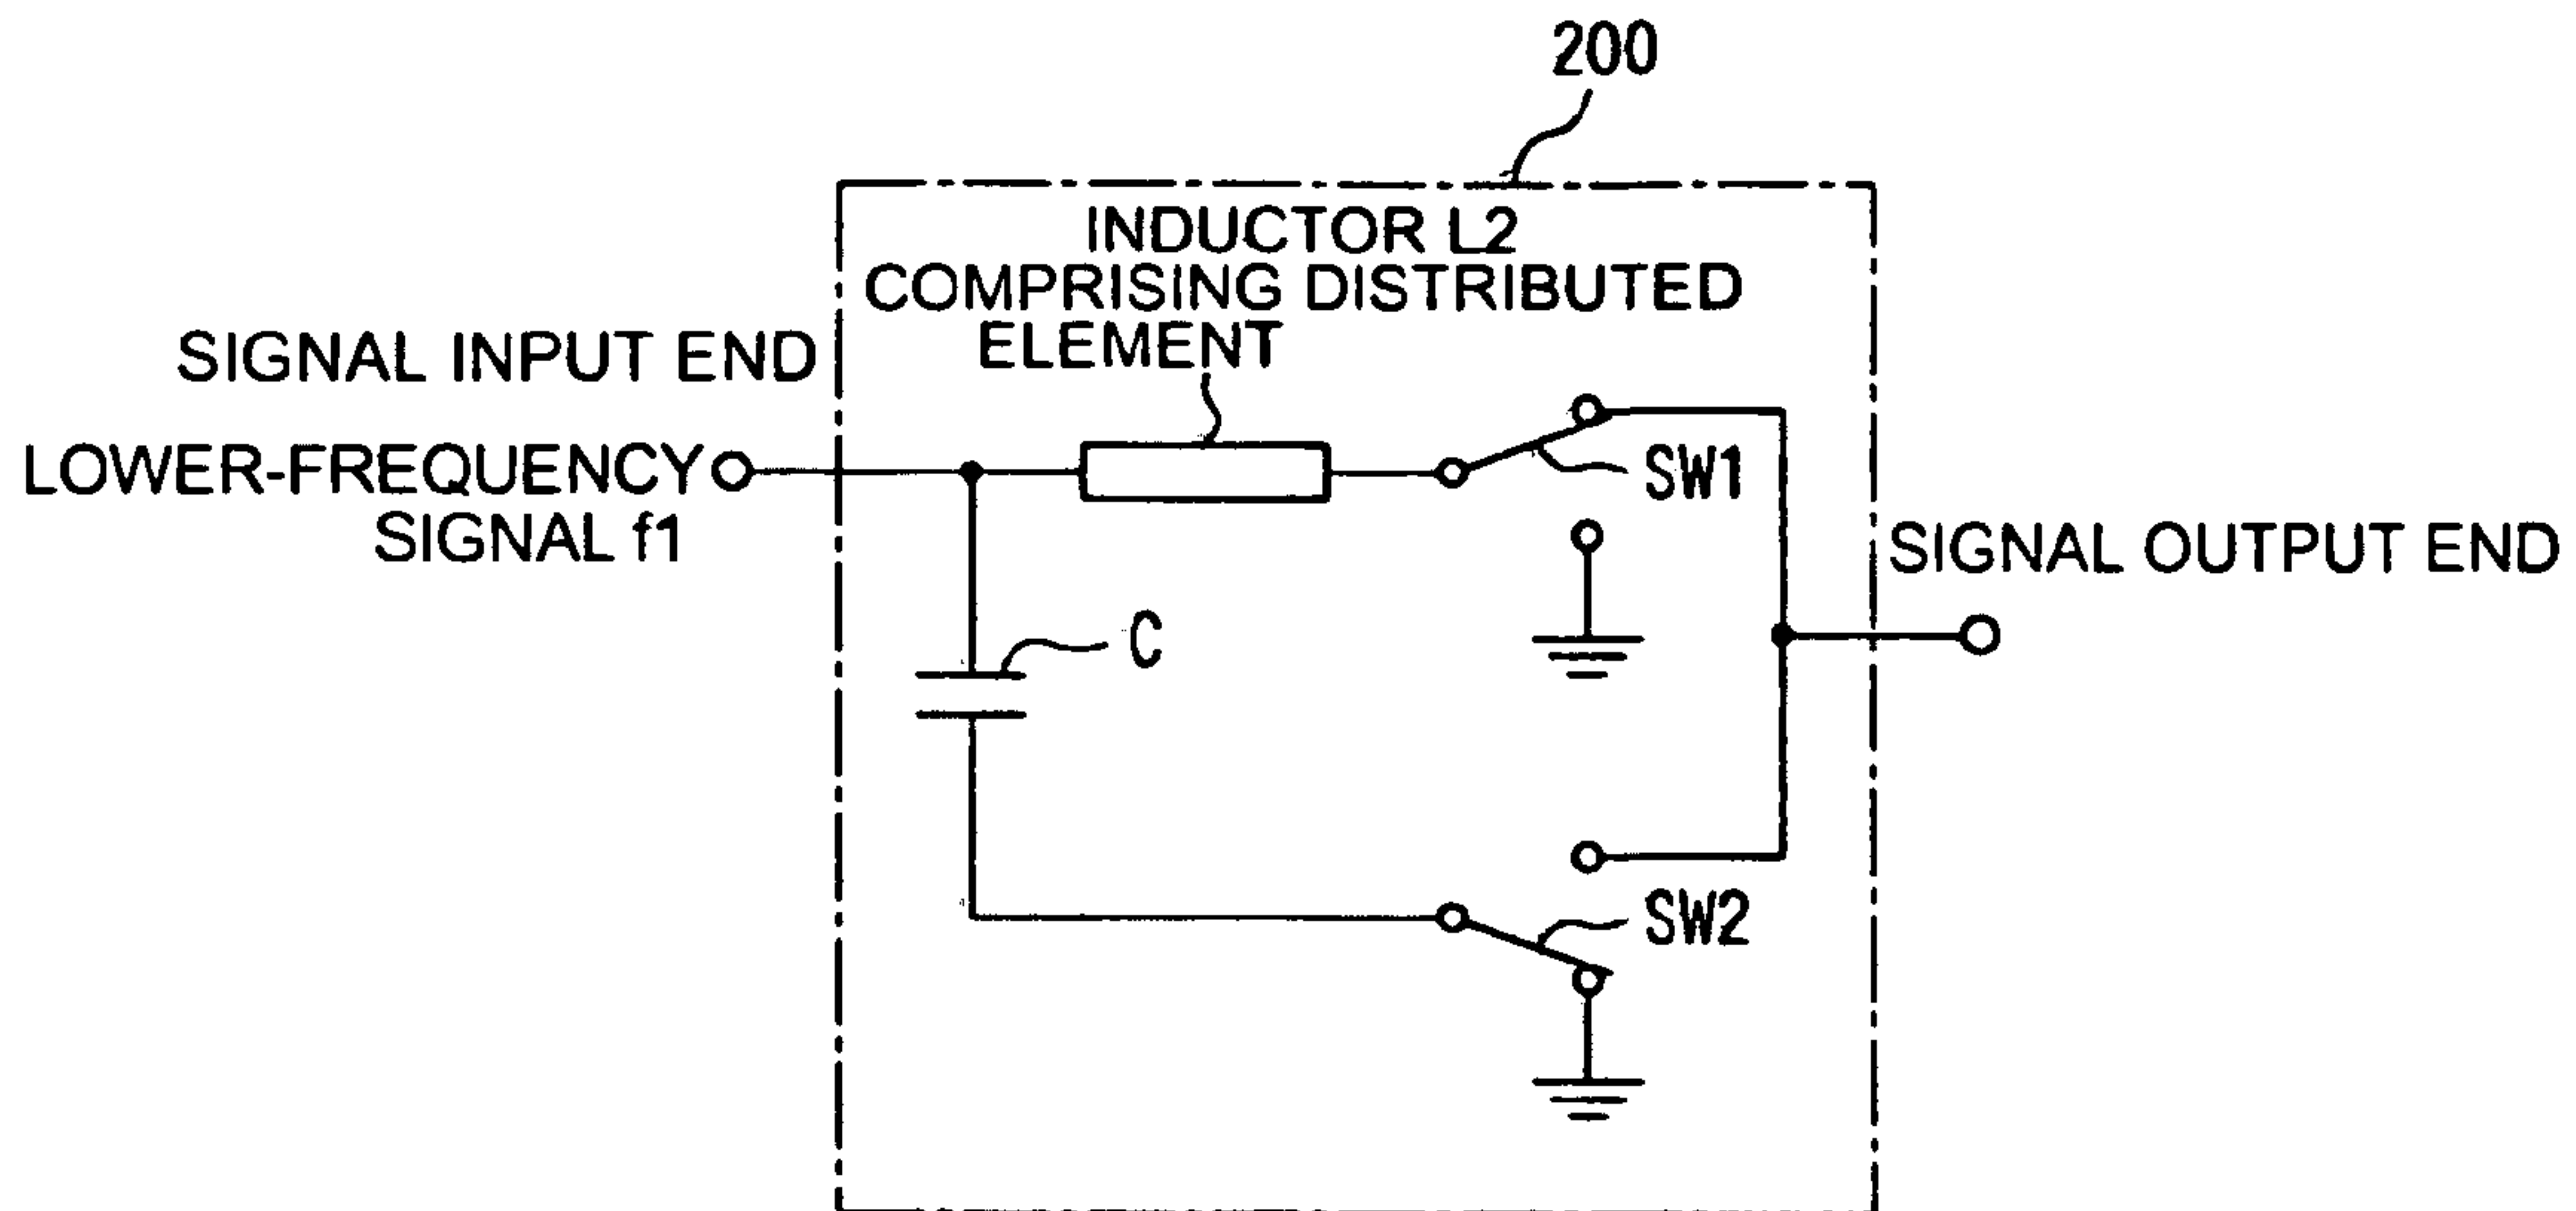 200
INDUCTOR L2
COMPRISING DISTRIBUTED
ELEMENT
SIGNAL INPUT END
LOWER-FREQUENCY
SIGNAL f1
SW1
SIGNAL OUTPUT END
C
SW2